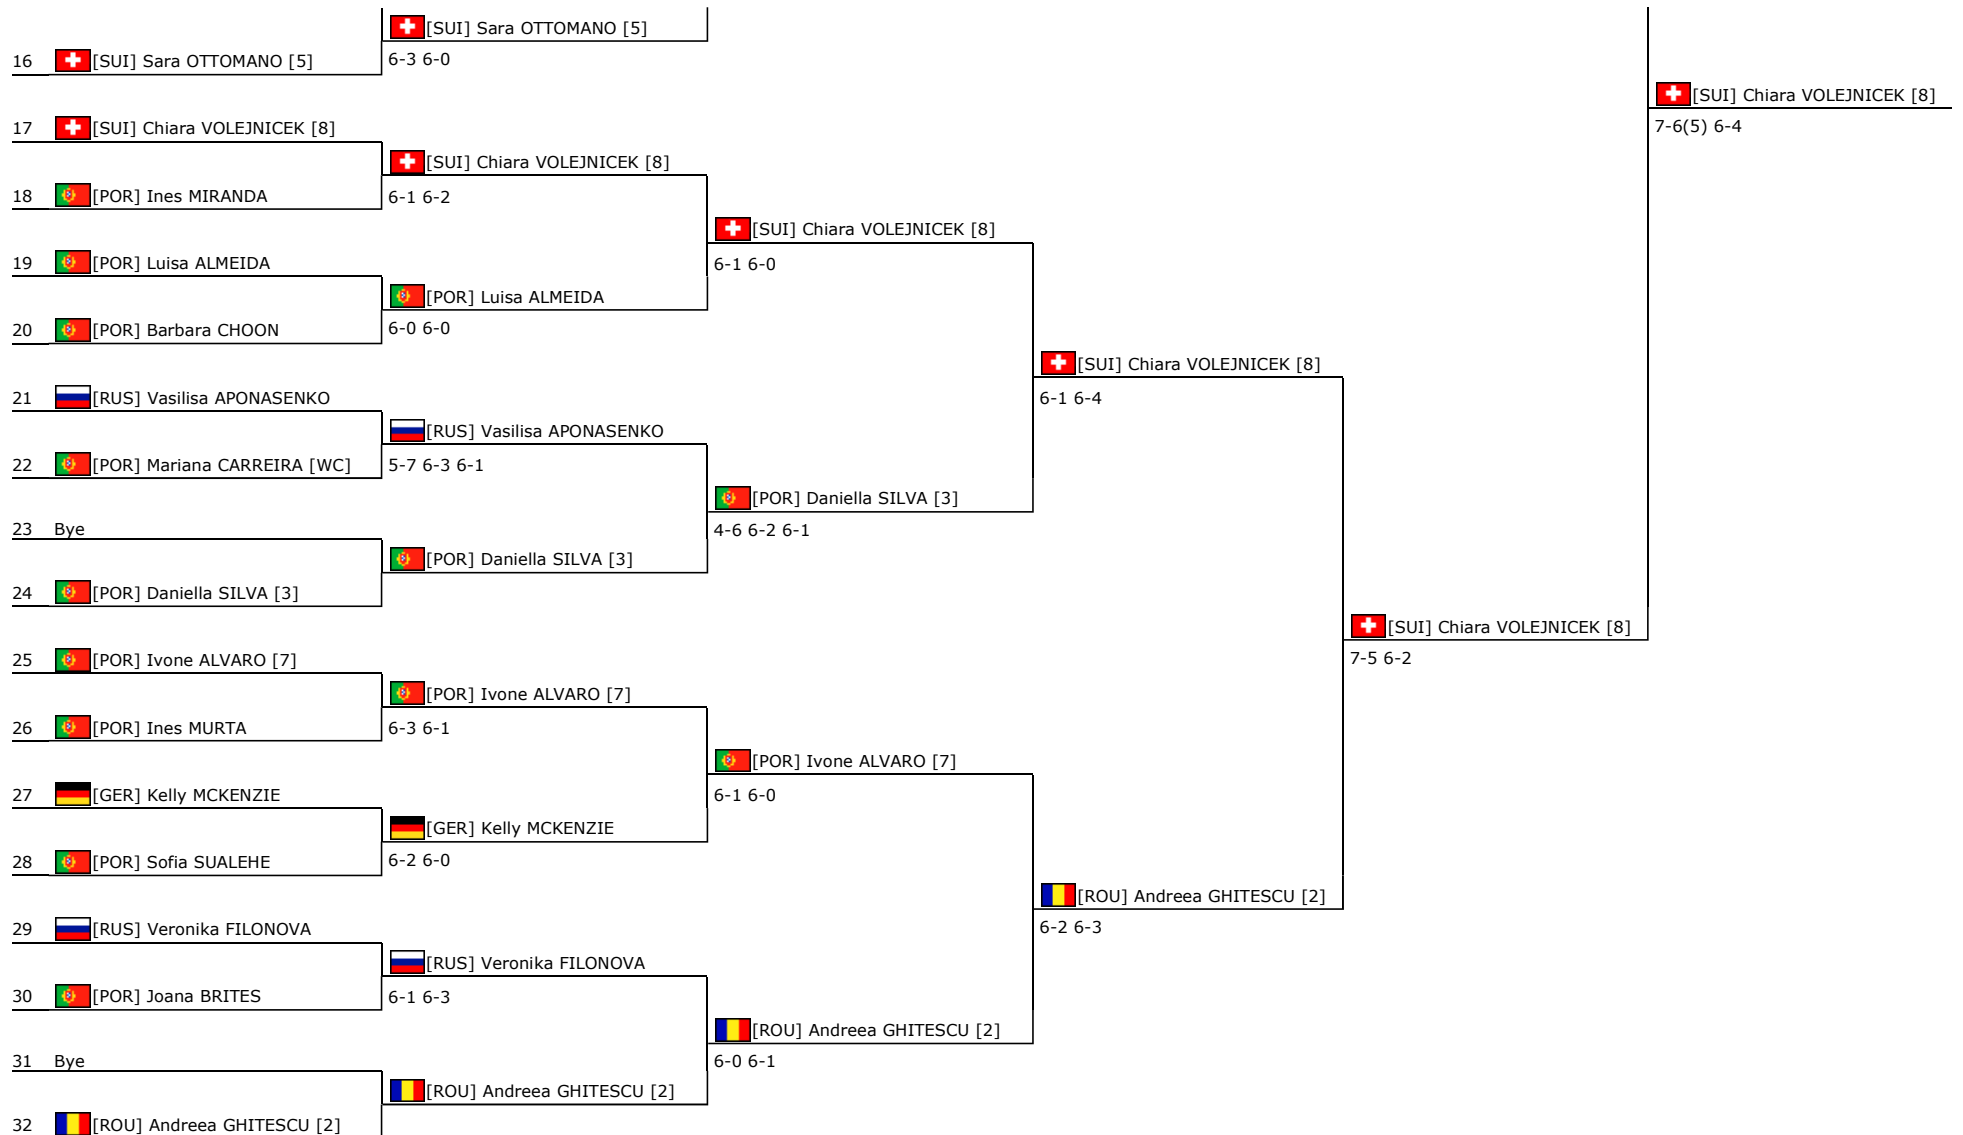 [SUI] Sara OTTOMANO [5]
16 [SUI] Sara OTTOMANO [5]
6-3 6-0
[SUI] Chiara VOLEJNICEK [8]
7-6(5) 6-4
17 [SUI] Chiara VOLEJNICEK [8]
[SUI] Chiara VOLEJNICEK [8]
18 [POR] Ines MIRANDA
6-1 6-2
[SUI] Chiara VOLEJNICEK [8]
19 [POR] Luisa ALMEIDA
6-1 6-0
[POR] Luisa ALMEIDA
20 [POR] Barbara CHOON
6-0 6-0
[SUI] Chiara VOLEJNICEK [8]
21 [RUS] Vasilisa APONASENKO
6-1 6-4
[RUS] Vasilisa APONASENKO
22 [POR] Mariana CARREIRA [WC]
5-7 6-3 6-1
[POR] Daniella SILVA [3]
23 Bye
4-6 6-2 6-1
[POR] Daniella SILVA [3]
24 [POR] Daniella SILVA [3]
[SUI] Chiara VOLEJNICEK [8]
25 [POR] Ivone ALVARO [7]
7-5 6-2
[POR] Ivone ALVARO [7]
26 [POR] Ines MURTA
6-3 6-1
[POR] Ivone ALVARO [7]
27 [GER] Kelly MCKENZIE
6-1 6-0
[GER] Kelly MCKENZIE
28 [POR] Sofia SUALEHE
6-2 6-0
[ROU] Andreea GHITESCU [2]
29 [RUS] Veronika FILONOVA
6-2 6-3
[RUS] Veronika FILONOVA
30 [POR] Joana BRITES
6-1 6-3
[ROU] Andreea GHITESCU [2]
31 Bye
6-0 6-1
[ROU] Andreea GHITESCU [2]
32 [ROU] Andreea GHITESCU [2]